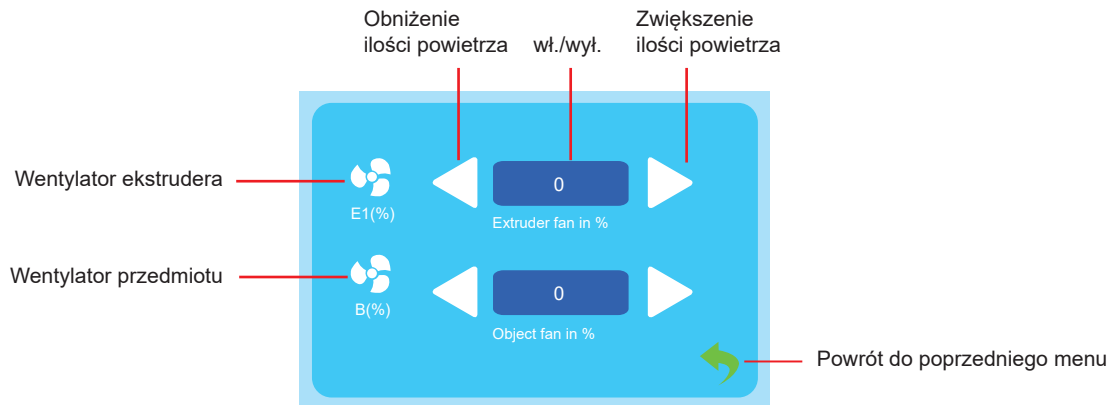 Obniżenie
ilości powietrza
wł./wył.
Zwiększenie
ilości powietrza
Wentylator ekstrudera
0
E1(%)
Extruder fan in %
Wentylator przedmiotu
0
B(%)
Object fan in %
Powrót do poprzedniego menu